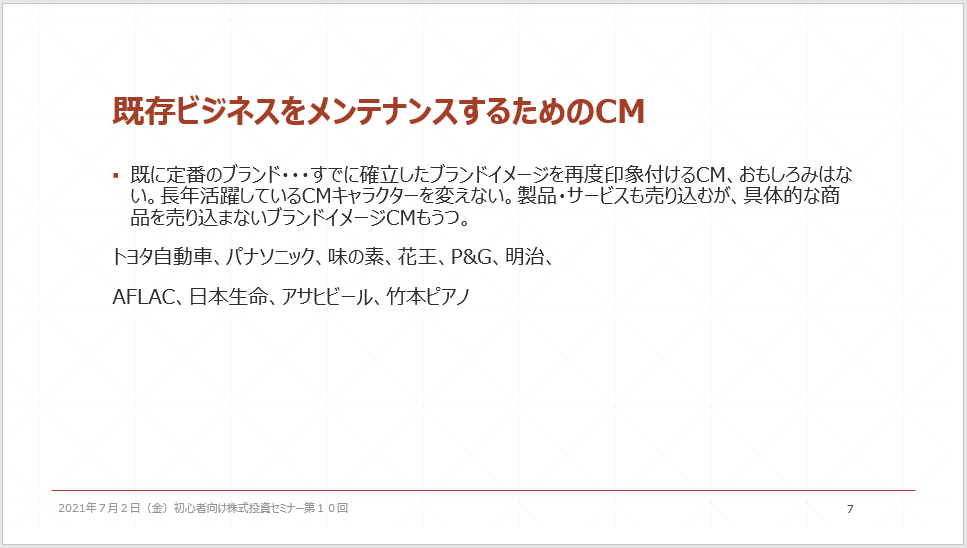 既存ビジネスをメンテナンスするためのCM
▪ 既に定番のブランド・・・すでに確立したブランドイメージを再度印象付けるCM、おもしろみはな
い。長年活躍しているCMキャラクターを変えない。製品・サービスも売り込むが、具体的な商
品を売り込まないブランドイメージCMもうつ。
トヨタ自動車、パナソニック、味の素、花王、P&G、明治、
AFLAC、日本生命、アサヒビール、竹本ピアノ
2021年７月２日（金）初心者向け株式投資セミナー第１０回
7